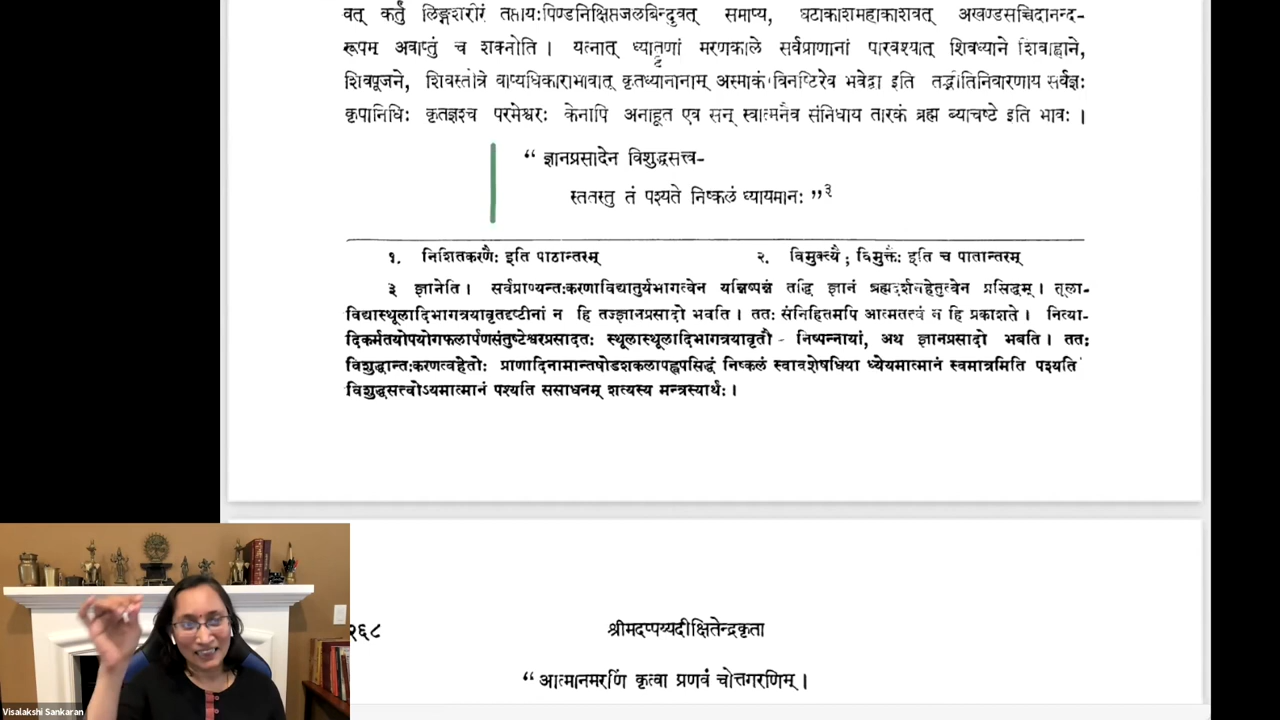 वत् कर्तुं लिङ्गशरीरं तप्तायःपिण्डनिक्षिप्तजलबिन्दुवत् समाप्य, घटाकाशमहाकाशवत् अखण्डसच्चिदानन्द-
रूपम अवाप्तुं च शक्नोति । यत्नात् ध्यातॄणां मरणकाले सर्वप्राणानां पारवश्यात् शिवध्याने शिवाह्वाने,
शिवपूजने, शिवस्तोत्रे वाप्यधिकाराभावात् कृतध्यानानाम् अस्माकं विनष्टिरेव भवेद्वा इति तद्भीतिनिवारणाय सर्वज्ञः
कृपानिधिः कृतज्ञश्च परमेश्वरः केनापि अनाहूत एव सन् स्वात्मनैव संनिधाय तारकं ब्रह्म व्याचष्टे इति भावः ।
“ ज्ञानप्रसादेन विशुद्धसत्त्व-
स्ततस्तु तं पश्यते निष्कलं ध्यायमानः ”३
१. निशितकरणैः इति पाठान्तरम् २. विमुक्त्यै ; विमुक्तैः इति च पातान्तरम्
३ ज्ञानेति । सर्वप्राण्यन्तःकरणाविद्यातुर्यभागत्वेन यन्निष्पन्नं तद्धि ज्ञानं ब्रह्मदर्शनहेतुत्वेन प्रसिद्धम् । तूला-
विद्यास्थूलादिभागत्रयावृतदृष्टीनां न हि तज्ज्ञानप्रसादो भवति । ततः संनिहितमपि आत्मतत्त्वं न हि प्रकाशते । नित्या-
दिकर्मतयोपयोगफलार्पणसंतुष्टेश्वरप्रसादतः स्थूलास्थूलादिभागत्रयावृतौ - निष्पन्नायां, अथ ज्ञानप्रसादो भवति । ततः
विशुद्धान्तःकरणत्वहेतोः प्राणादिनामान्तषोडशकलापह्नवसिद्धं निष्कलं स्वावशेषधिया ध्येयमात्मानं स्वमात्रमिति पश्यति
विशुद्धसत्त्वोऽयमात्मानं पश्यति ससाधनम् शत्यस्य मन्त्रस्यार्थः ।
२६८ श्रीमदप्पय्यदीक्षितेन्द्रकृता
“ आत्मानमरणिं कृत्वा प्रणवं चोत्तरारणिम् ।
Visalakshi Sankaran